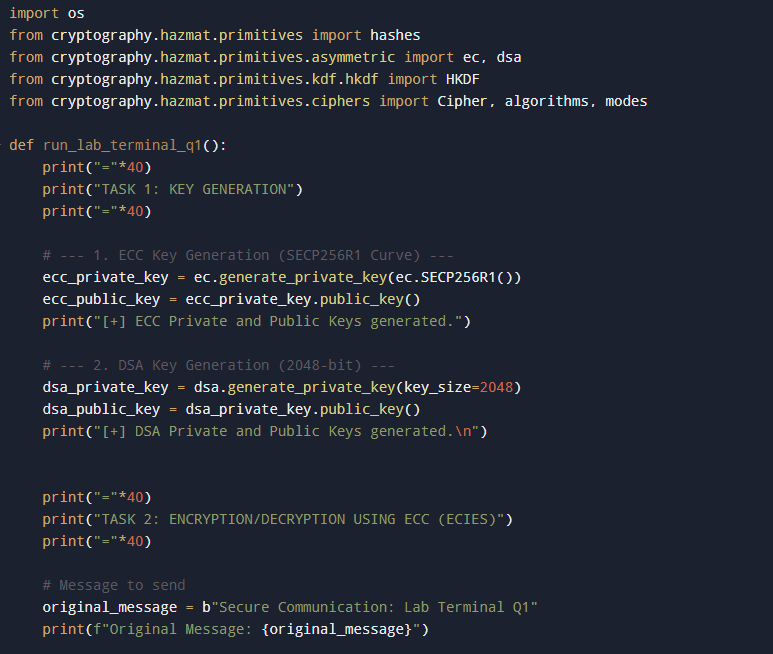 import os
from cryptography.hazmat.primitives import hashes
from cryptography.hazmat.primitives.asymmetric import ec, dsa
from cryptography.hazmat.primitives.kdf.hkdf import HKDF
from cryptography.hazmat.primitives.ciphers import Cipher, algorithms, modes

def run_lab_terminal_q1():
    print("="*40)
    print("TASK 1: KEY GENERATION")
    print("="*40)

    # --- 1. ECC Key Generation (SECP256R1 Curve) ---
    ecc_private_key = ec.generate_private_key(ec.SECP256R1())
    ecc_public_key = ecc_private_key.public_key()
    print("[+] ECC Private and Public Keys generated.")

    # --- 2. DSA Key Generation (2048-bit) ---
    dsa_private_key = dsa.generate_private_key(key_size=2048)
    dsa_public_key = dsa_private_key.public_key()
    print("[+] DSA Private and Public Keys generated.\n")


    print("="*40)
    print("TASK 2: ENCRYPTION/DECRYPTION USING ECC (ECIES)")
    print("="*40)

    # Message to send
    original_message = b"Secure Communication: Lab Terminal Q1"
    print(f"Original Message: {original_message}")